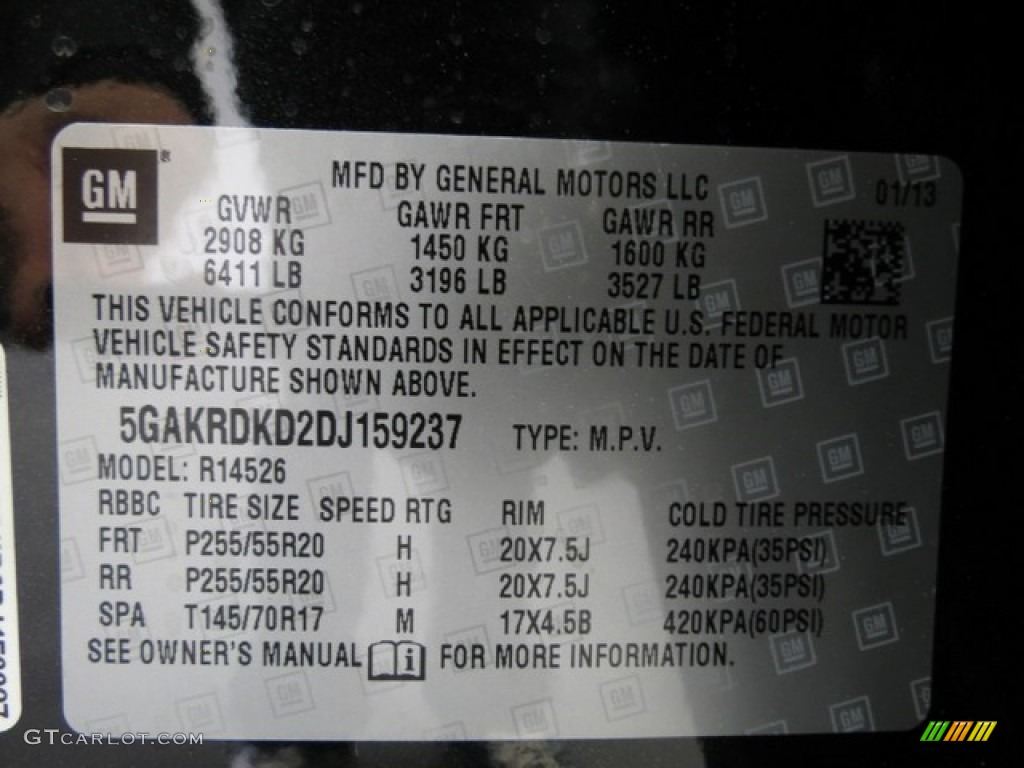 GM
MFD BY GENERAL MOTORS LLC 01/13
GVWR GAWR FRT GAWR RR
2908 KG 1450 KG 1600 KG
6411 LB 3196 LB 3527 LB
THIS VEHICLE CONFORMS TO ALL APPLICABLE U.S. FEDERAL MOTOR
VEHICLE SAFETY STANDARDS IN EFFECT ON THE DATE OF
MANUFACTURE SHOWN ABOVE.
5GAKRDKD2DJ159237 TYPE: M.P.V.
MODEL: R14526
RBBC TIRE SIZE SPEED RTG RIM COLD TIRE PRESSURE
FRT P255/55R20 H 20X7.5J 240KPA(35PSI)
RR P255/55R20 H 20X7.5J 240KPA(35PSI)
SPA T145/70R17 M 17X4.5B 420KPA(60PSI)
SEE OWNER'S MANUAL i FOR MORE INFORMATION.
GTCARLOT.COM